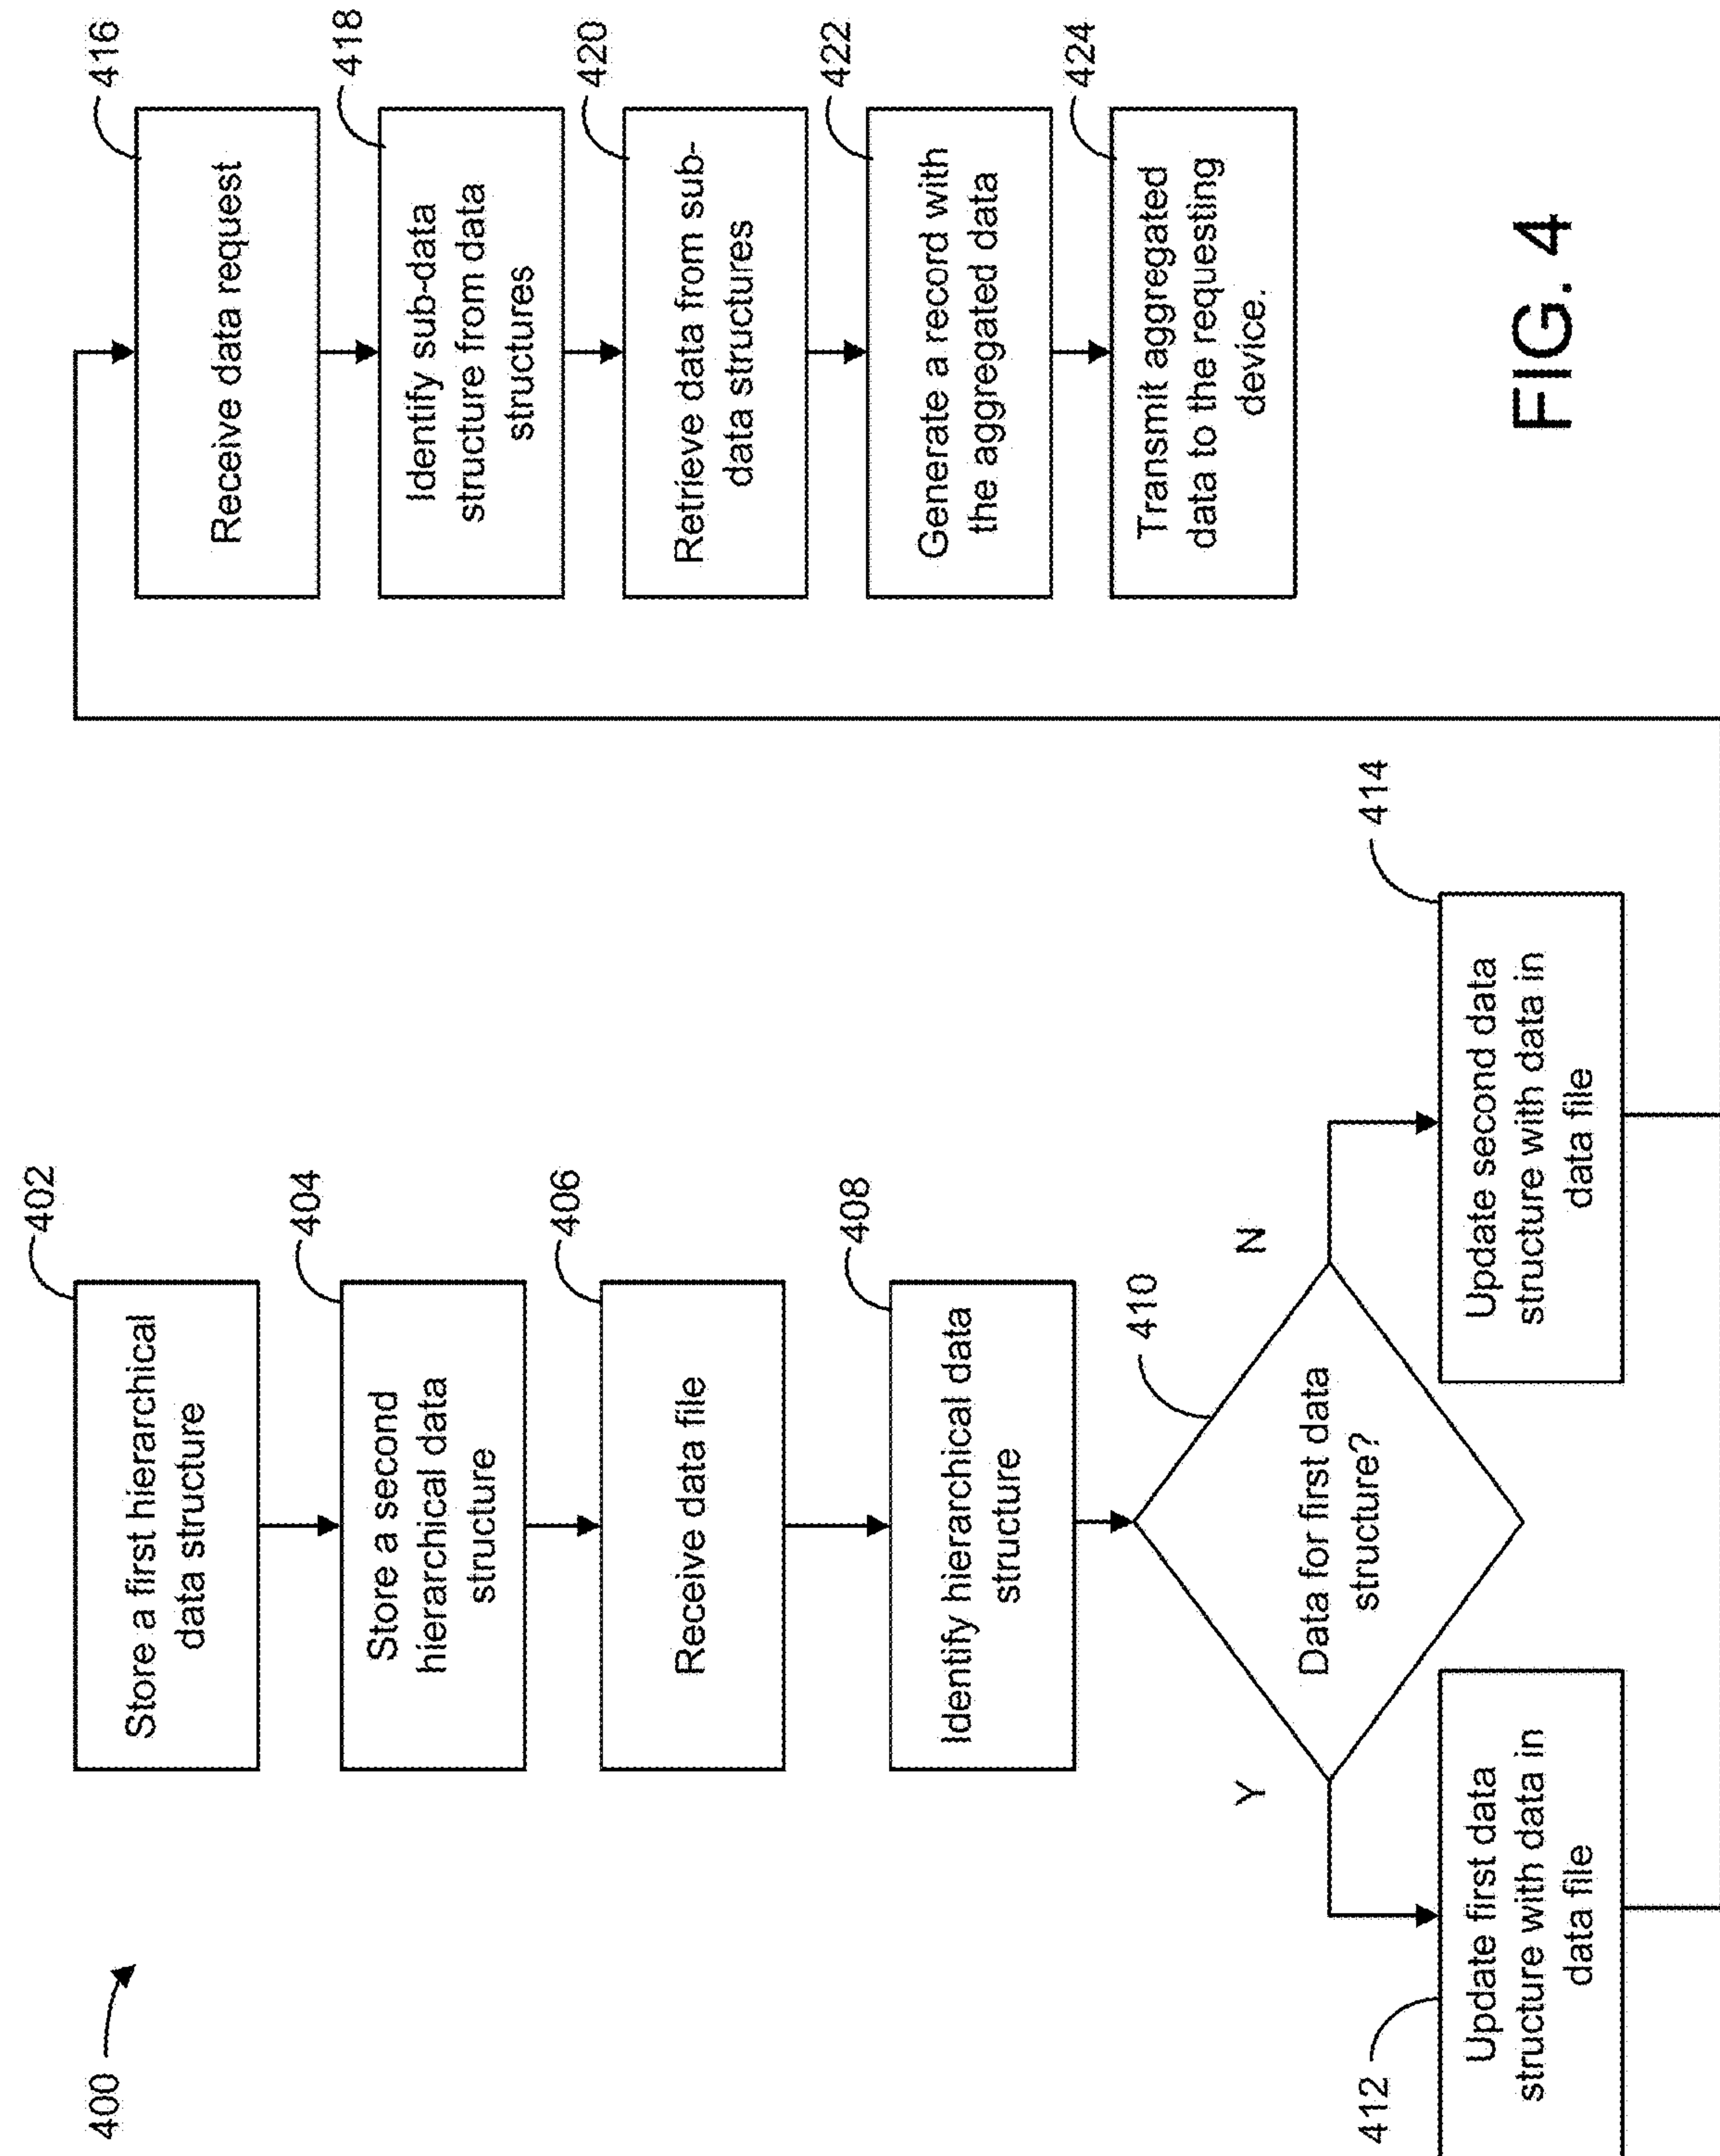 400
402
Store a first hierarchical
data structure
404
Store a second
hierarchical data
structure
406
Receive data file
408
Identify hierarchical data
structure
410
Data for first data
structure?
Y
N
412
Update first data
structure with data in
data file
414
Update second data
structure with data in
data file
416
Receive data request
418
Identify sub-data
structure from data
structures
420
Retrieve data from sub-
data structures
422
Generate a record with
the aggregated data
424
Transmit aggregated
data to the requesting
device.
FIG. 4